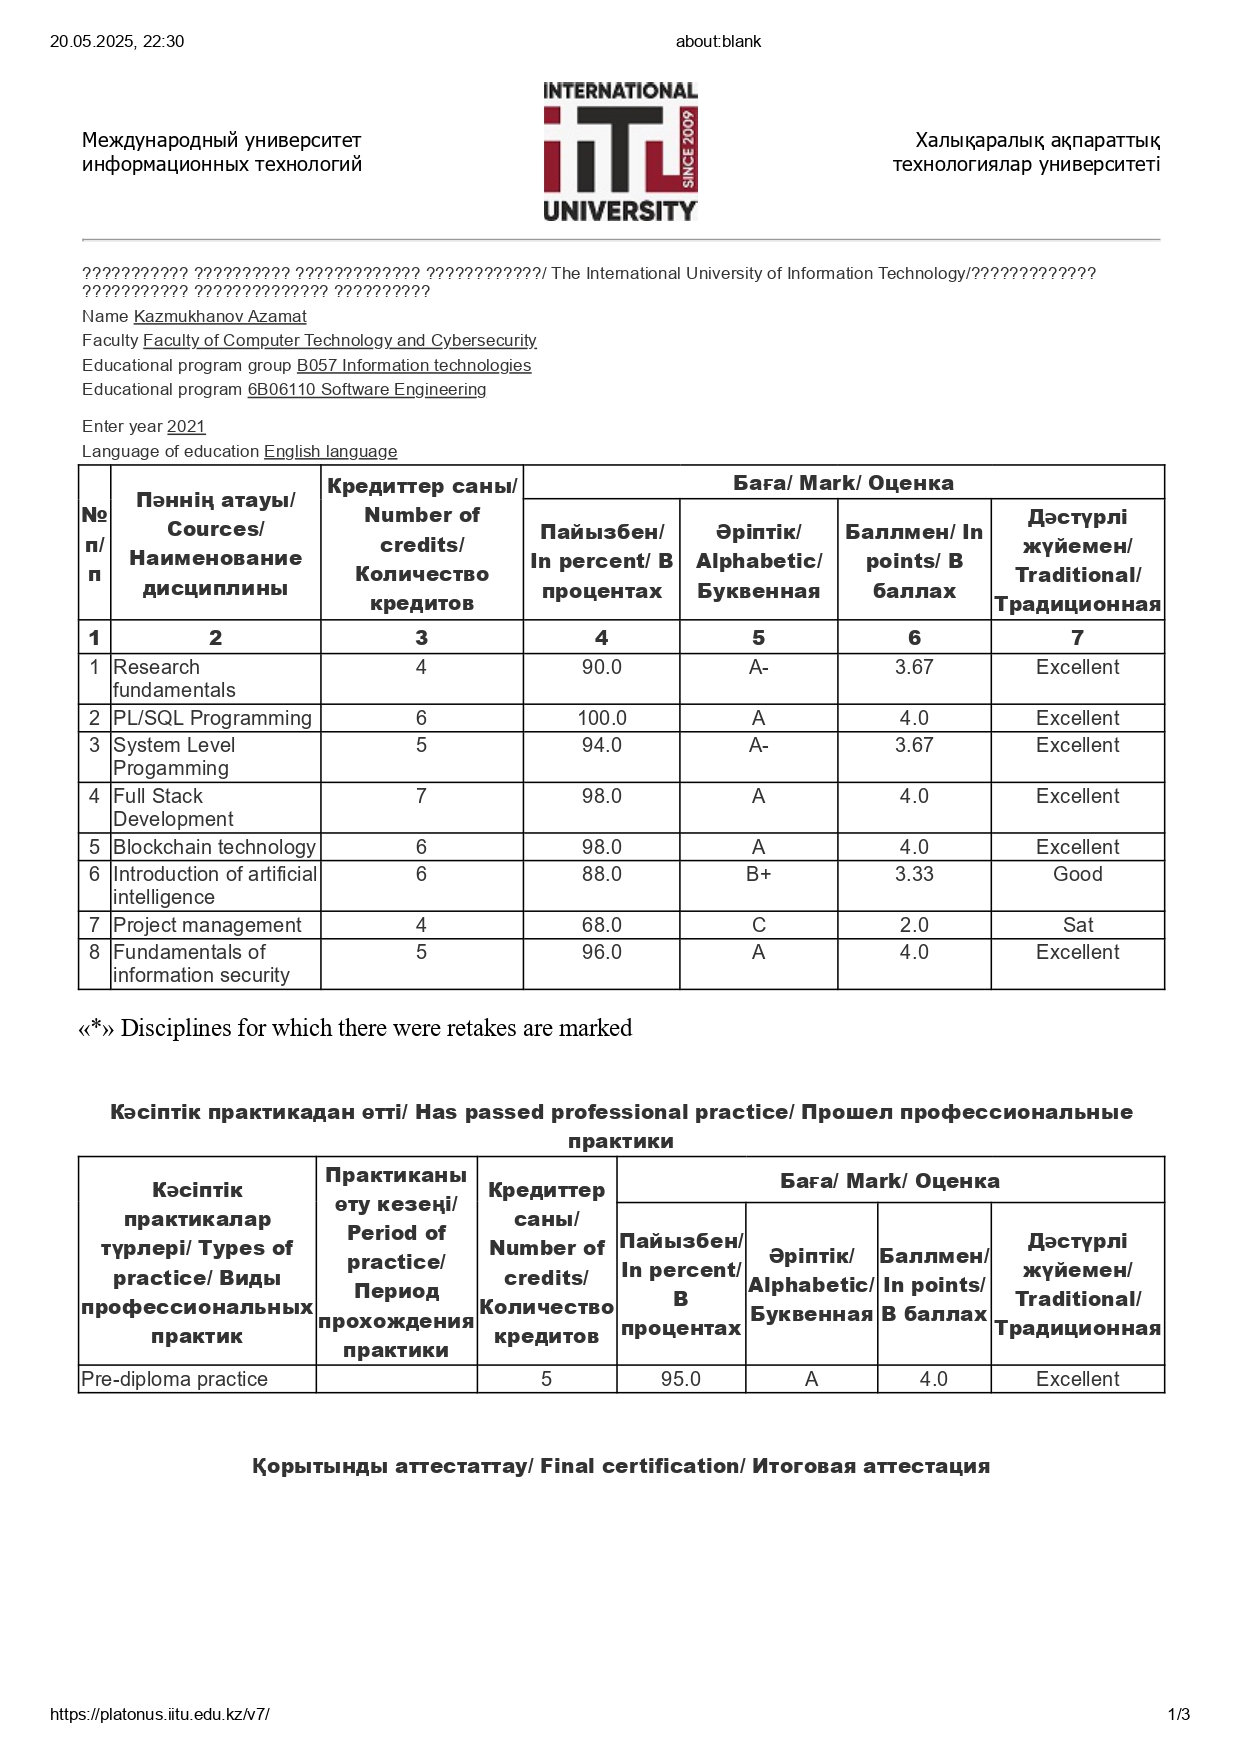 20.05.2025, 22:30 about:blank
Международный университет
информационных технологий
INTERNATIONAL
IITU
SINCE 2009
UNIVERSITY
Халықаралық ақпараттық
технологиялар университеті
??????????? ?????????? ????????????? ????????????/ The International University of Information Technology/?????????????
??????????? ?????????????? ??????????
Name Kazmukhanov Azamat
Faculty Faculty of Computer Technology and Cybersecurity
Educational program group B057 Information technologies
Educational program 6B06110 Software Engineering
Enter year 2021
Language of education English language
№
п/
п
Пәннің атауы/
Cources/
Наименование
дисциплины
Кредиттер саны/
Number of
credits/
Количество
кредитов
Баға/ Mark/ Оценка
Пайызбен/
In percent/ В
процентах
Әріптік/
Alphabetic/
Буквенная
Баллмен/ In
points/ В
баллах
Дәстүрлі
жүйемен/
Traditional/
Традиционная
1 2 3 4 5 6 7
1 Research 4 90.0 A- 3.67 Excellent
fundamentals
2 PL/SQL Programming 6 100.0 A 4.0 Excellent
3 System Level 5 94.0 A- 3.67 Excellent
Progamming
4 Full Stack 7 98.0 A 4.0 Excellent
Development
5 Blockchain technology 6 98.0 A 4.0 Excellent
6 Introduction of artificial 6 88.0 B+ 3.33 Good
intelligence
7 Project management 4 68.0 C 2.0 Sat
8 Fundamentals of 5 96.0 A 4.0 Excellent
information security
«*» Disciplines for which there were retakes are marked
Кәсіптік практикадан өтті/ Has passed professional practice/ Прошел профессиональные
практики
Кәсіптік
практикалар
түрлері/ Types of
practice/ Виды
профессиональных
практик
Практиканы
өту кезеңі/
Period of
practice/
Период
прохождения
практики
Кредиттер
саны/
Number of
credits/
Количество
кредитов
Баға/ Mark/ Оценка
Пайызбен/
In percent/
В
процентах
Әріптік/
Alphabetic/
Буквенная
Баллмен/
In points/
В баллах
Дәстүрлі
жүйемен/
Traditional/
Традиционная
Pre-diploma practice 5 95.0 A 4.0 Excellent
Қорытынды аттестаттау/ Final certification/ Итоговая аттестация
https://platonus.iitu.edu.kz/v7/ 1/3